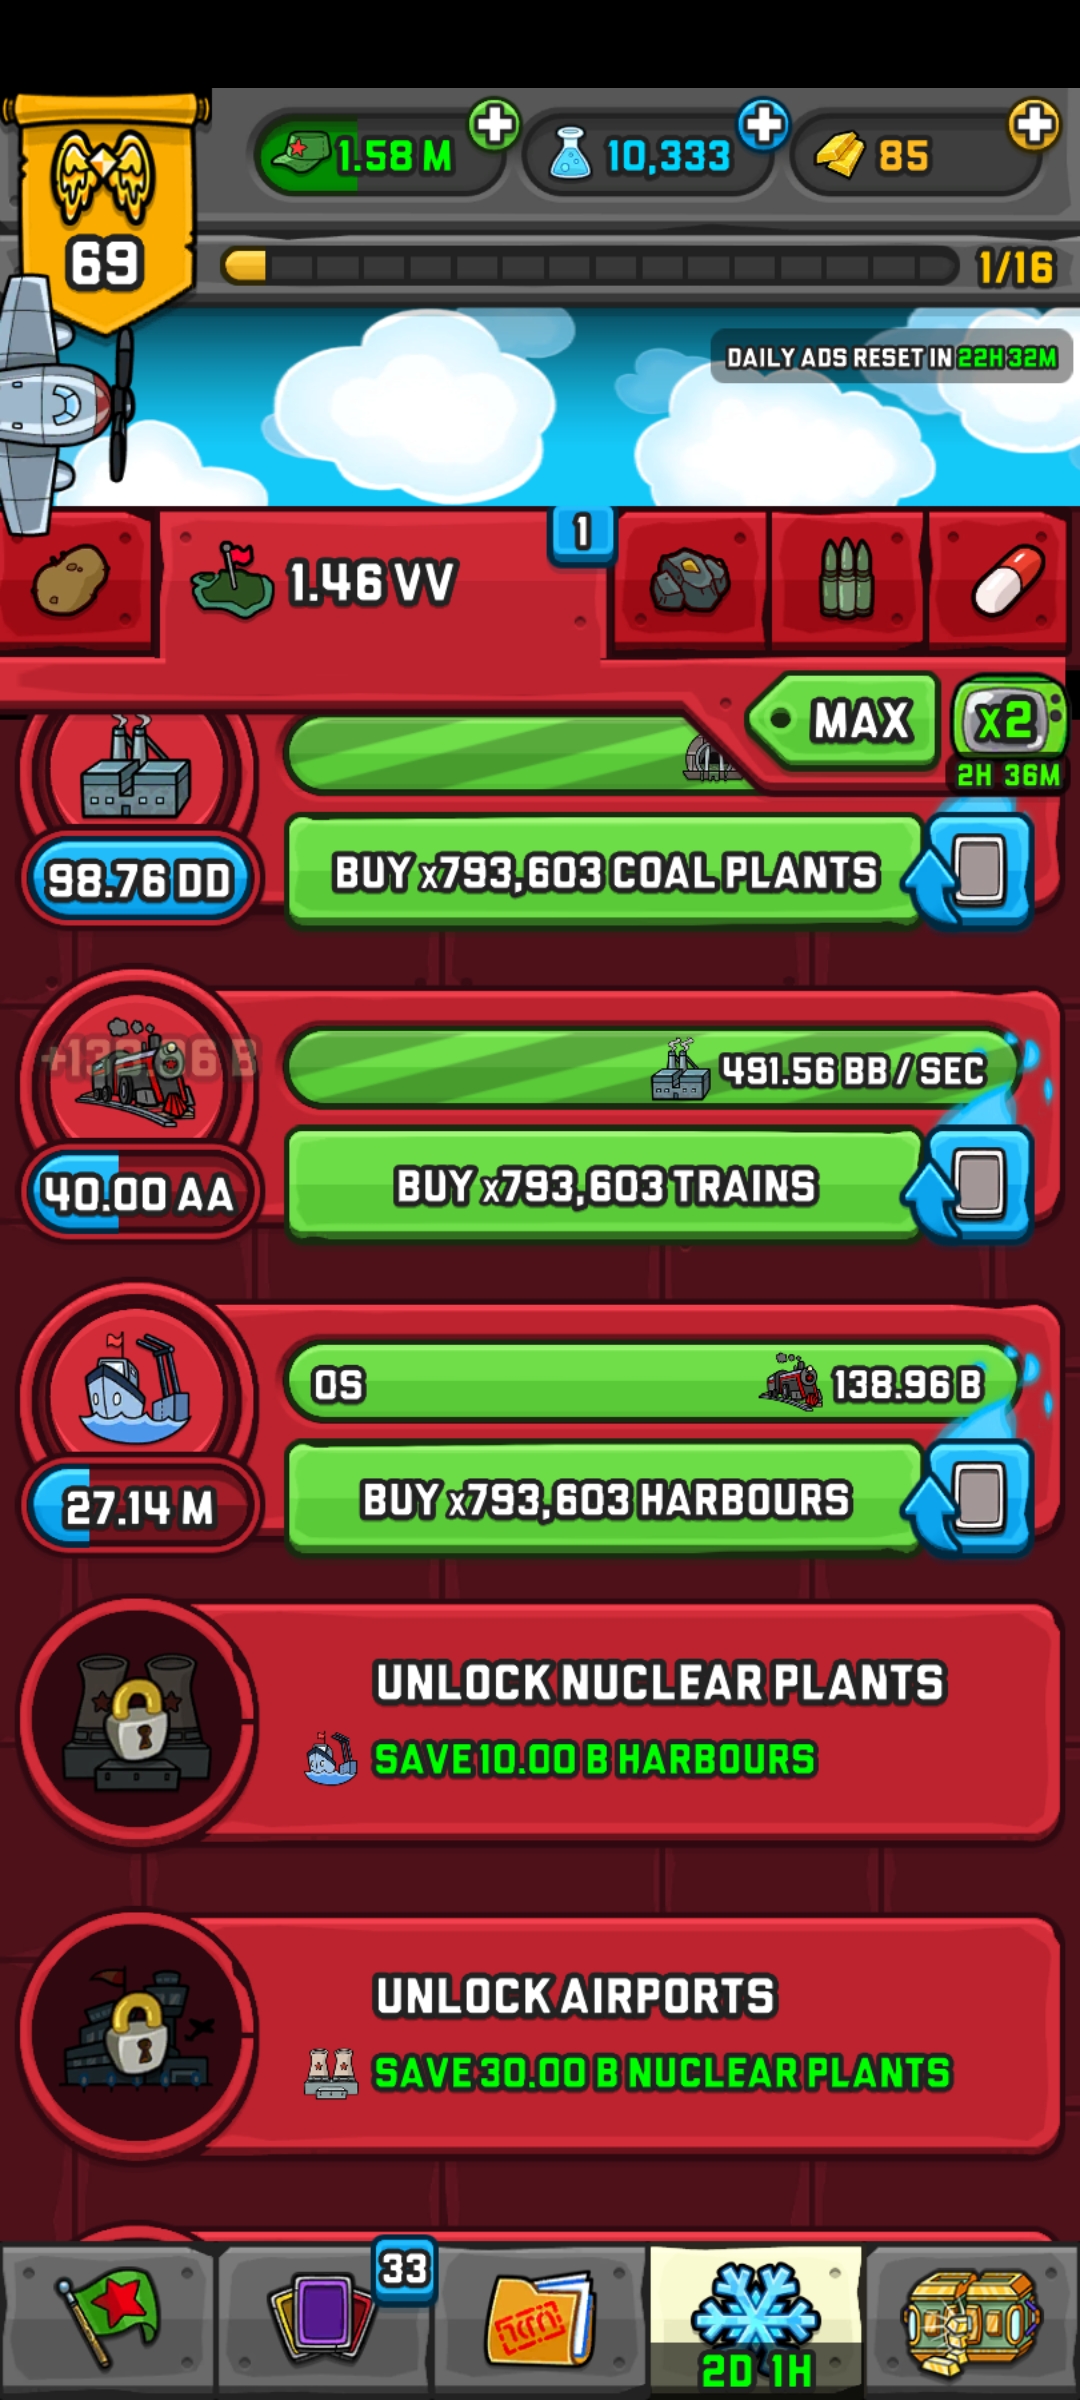 1.58 M
10,333
85
69
1/16
DAILY ADS RESET IN 22H 32M
1
1.46 VV
MAX
x2
2H 36M
98.76 DD
BUY x793,603 COAL PLANTS
491.56 BB / SEC
40.00 AA
BUY x793,603 TRAINS
0S
138.96 B
27.14 M
BUY x793,603 HARBOURS
UNLOCK NUCLEAR PLANTS
SAVE 10.00 B HARBOURS
UNLOCK AIRPORTS
SAVE 30.00 B NUCLEAR PLANTS
33
2D 1H